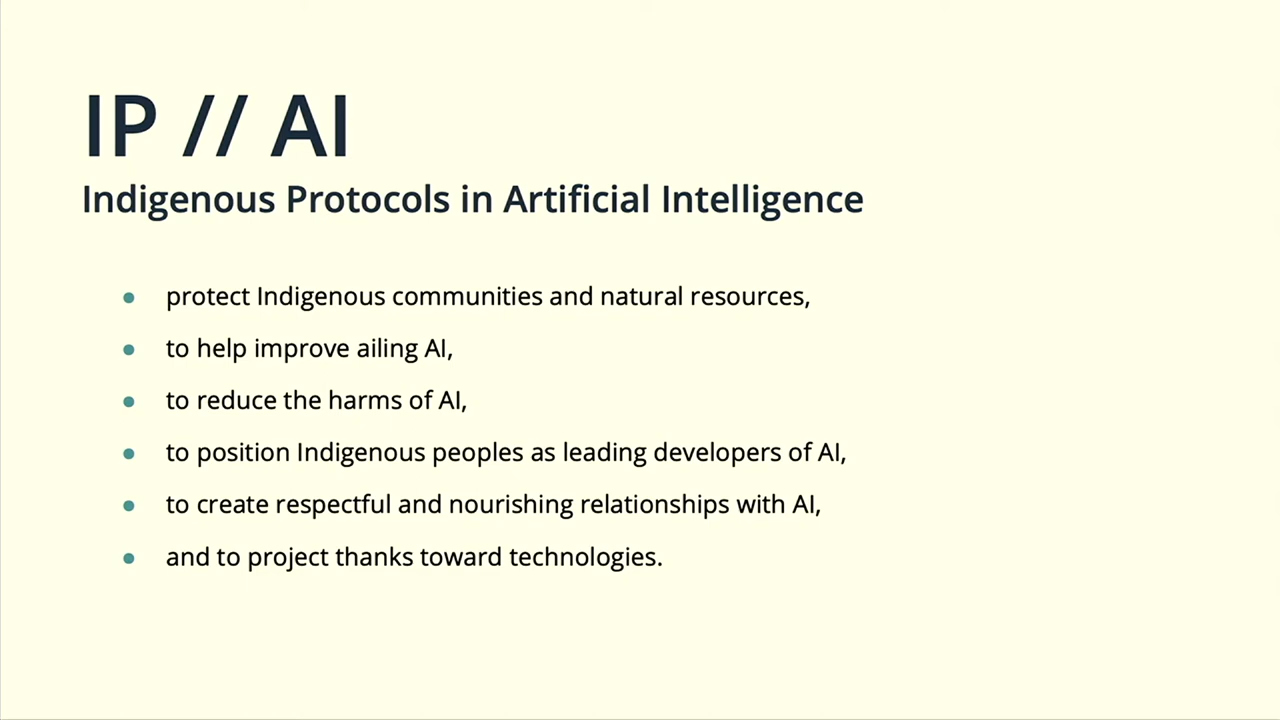 IP // AI
Indigenous Protocols in Artificial Intelligence
● protect Indigenous communities and natural resources,
● to help improve ailing AI,
● to reduce the harms of AI,
● to position Indigenous peoples as leading developers of AI,
● to create respectful and nourishing relationships with AI,
● and to project thanks toward technologies.